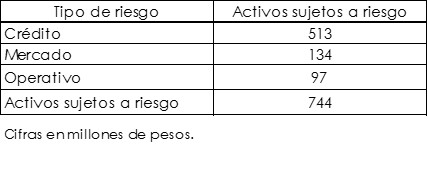 Tipo de riesgo Activos sujetos a riesgo
Crédito 513
Mercado 134
Operativo 97
Activos sujetos a riesgo 744
Cifras en millones de pesos.